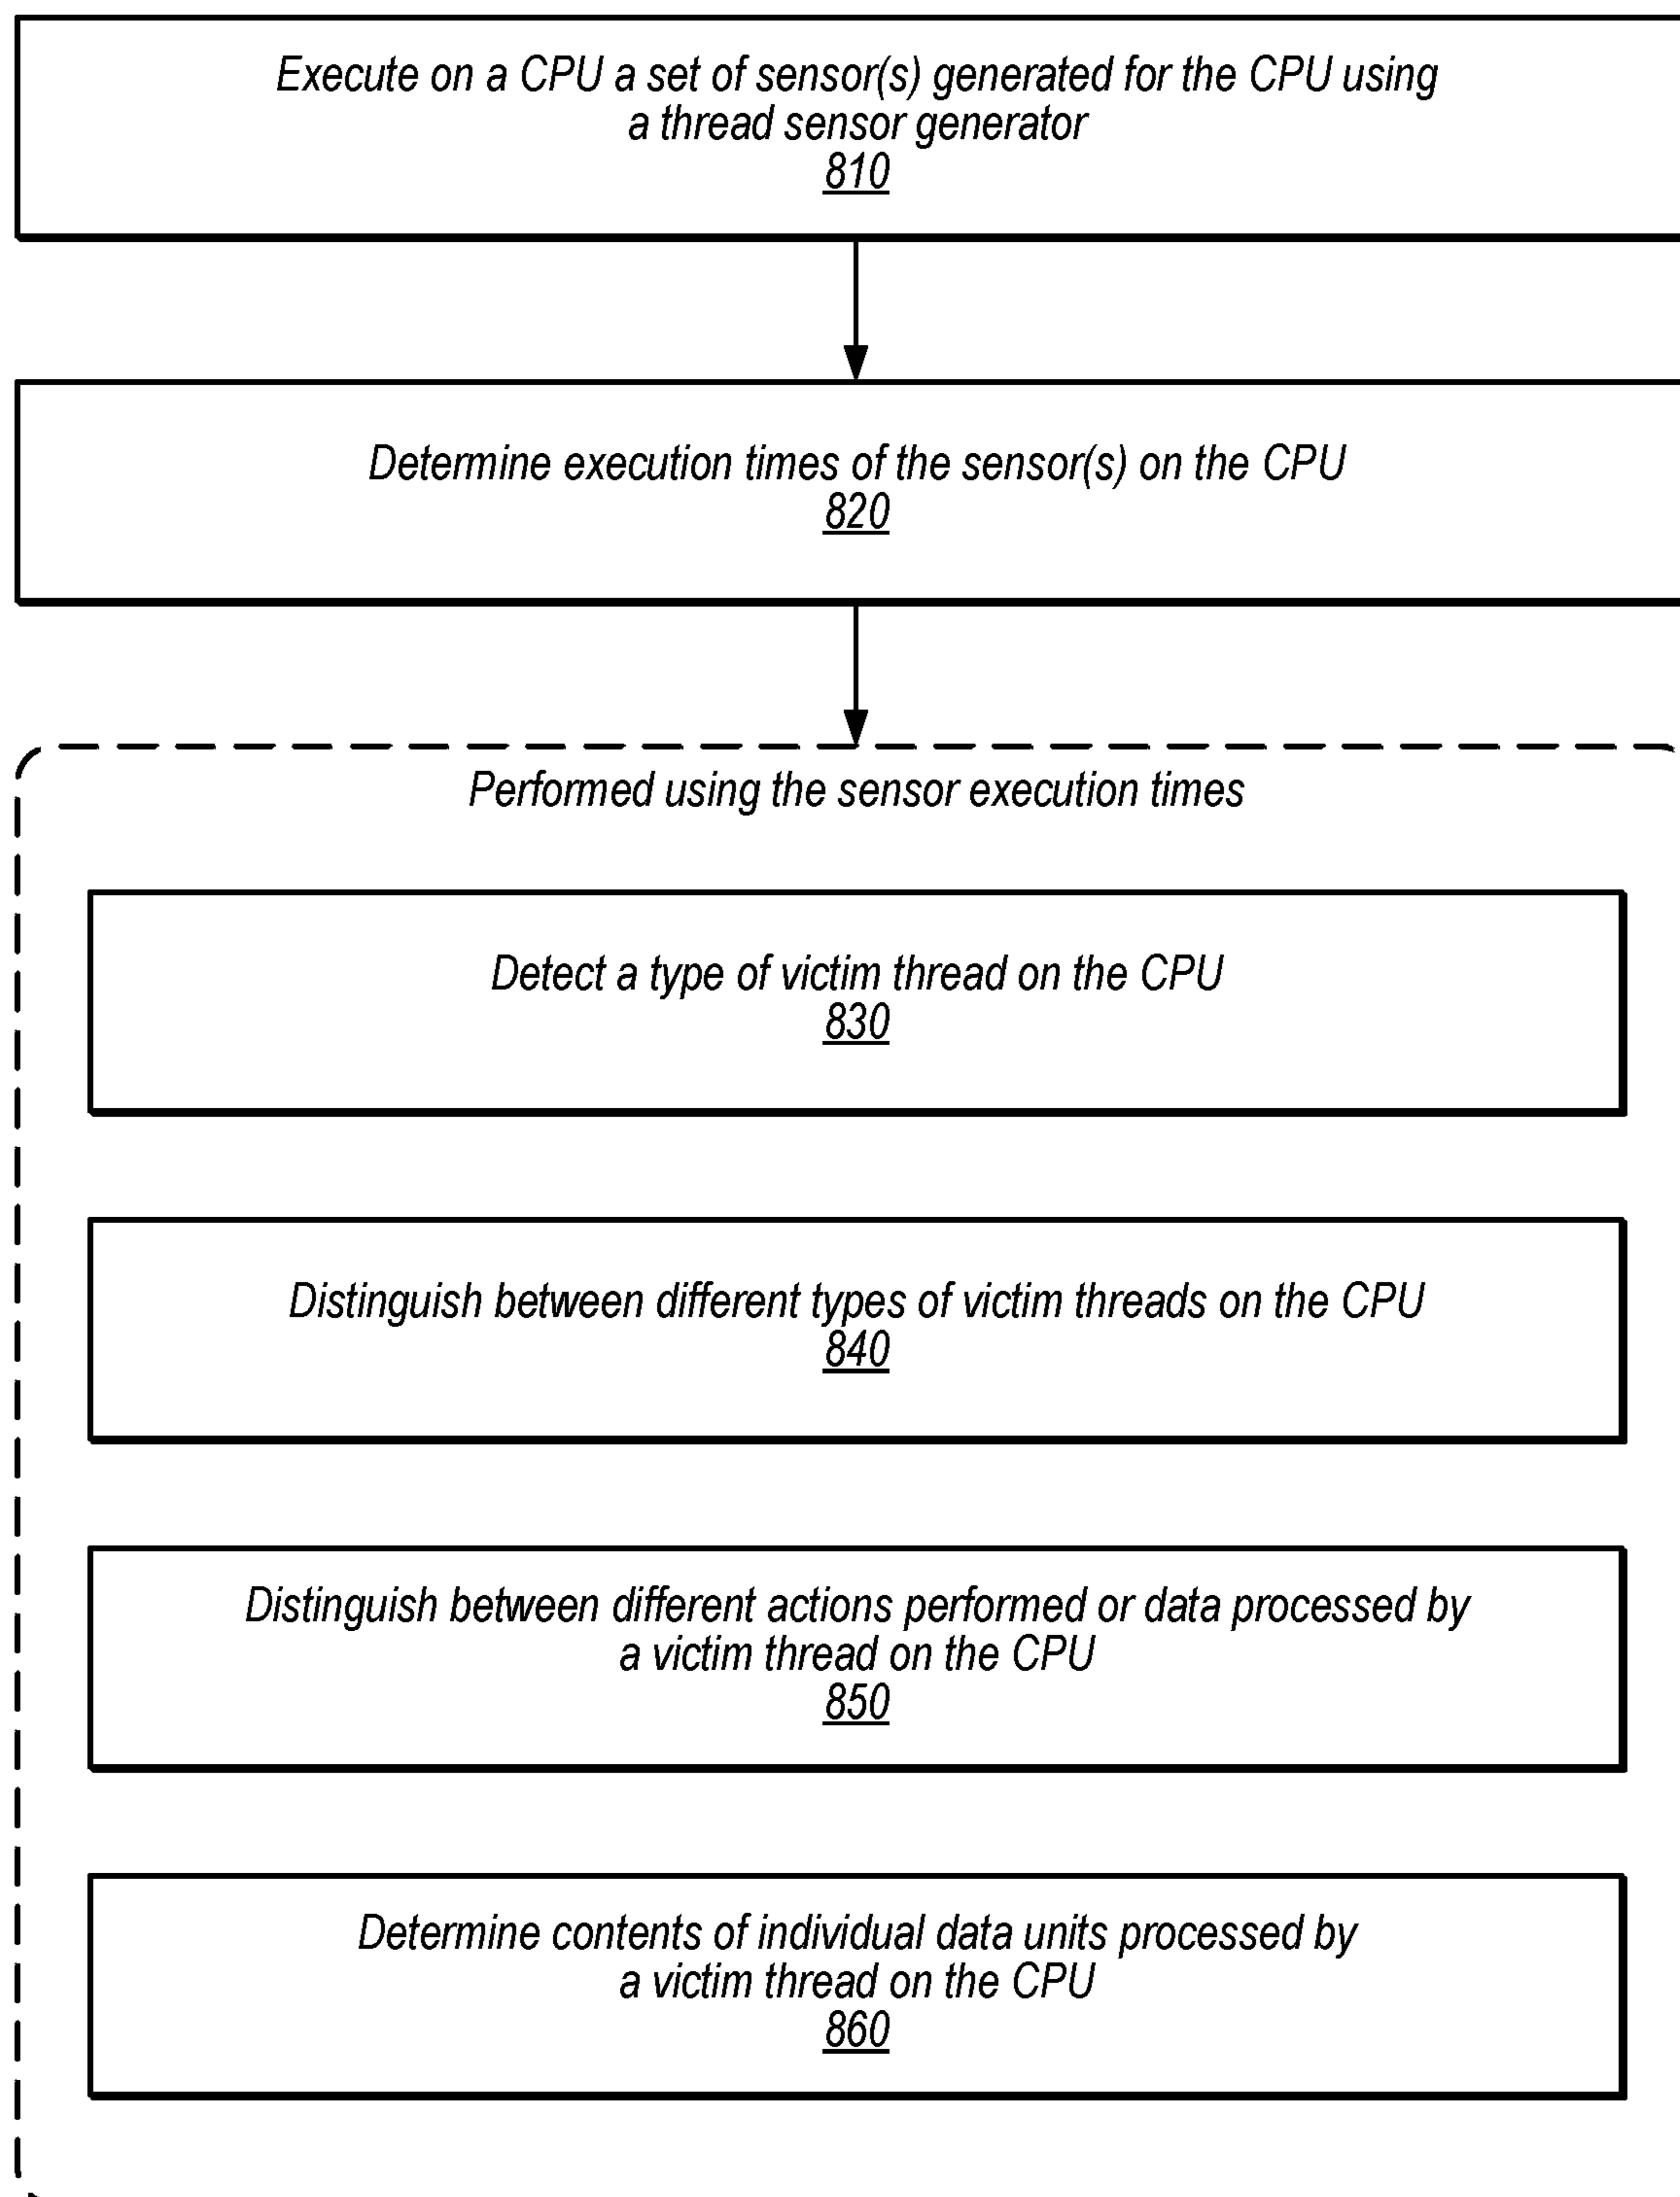 Execute on a CPU a set of sensor(s) generated for the CPU using
a thread sensor generator
810
Determine execution times of the sensor(s) on the CPU
820
Performed using the sensor execution times
Detect a type of victim thread on the CPU
830
Distinguish between different types of victim threads on the CPU
840
Distinguish between different actions performed or data processed by
a victim thread on the CPU
850
Determine contents of individual data units processed by
a victim thread on the CPU
860